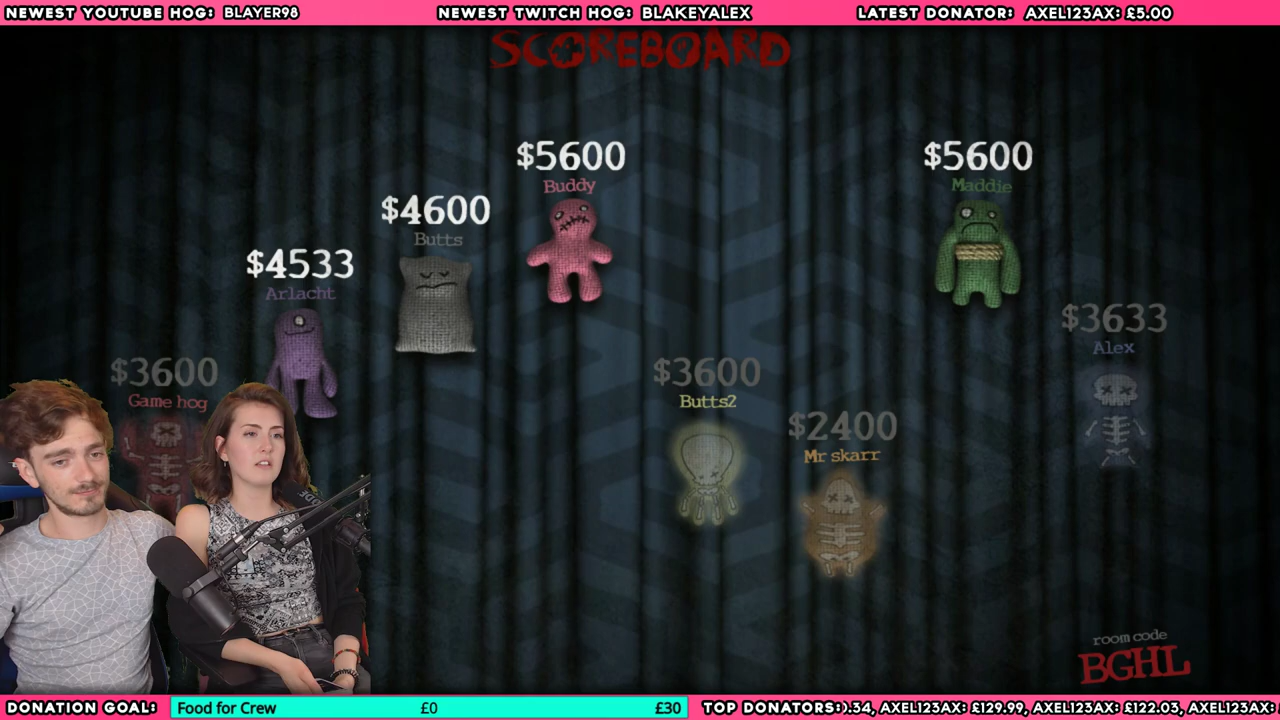 NEWEST YOUTUBE HOG: BLAYER98
NEWEST TWITCH HOG: BLAKEYALEX
LATEST DONATOR: AXEL123AX: £5.00
SCOREBOARD
$5600
Buddy
$5600
Maddie
$4600
Butts
$4533
Arlacht
$3633
Alex
$3600
Game hog
$3600
Butts2
$2400
Mr skarr
room code
BGHL
DONATION GOAL:
Food for Crew £0 £30
TOP DONATORS: .34, AXEL123AX: £129.99, AXEL123AX: £122.03, AXEL123AX: